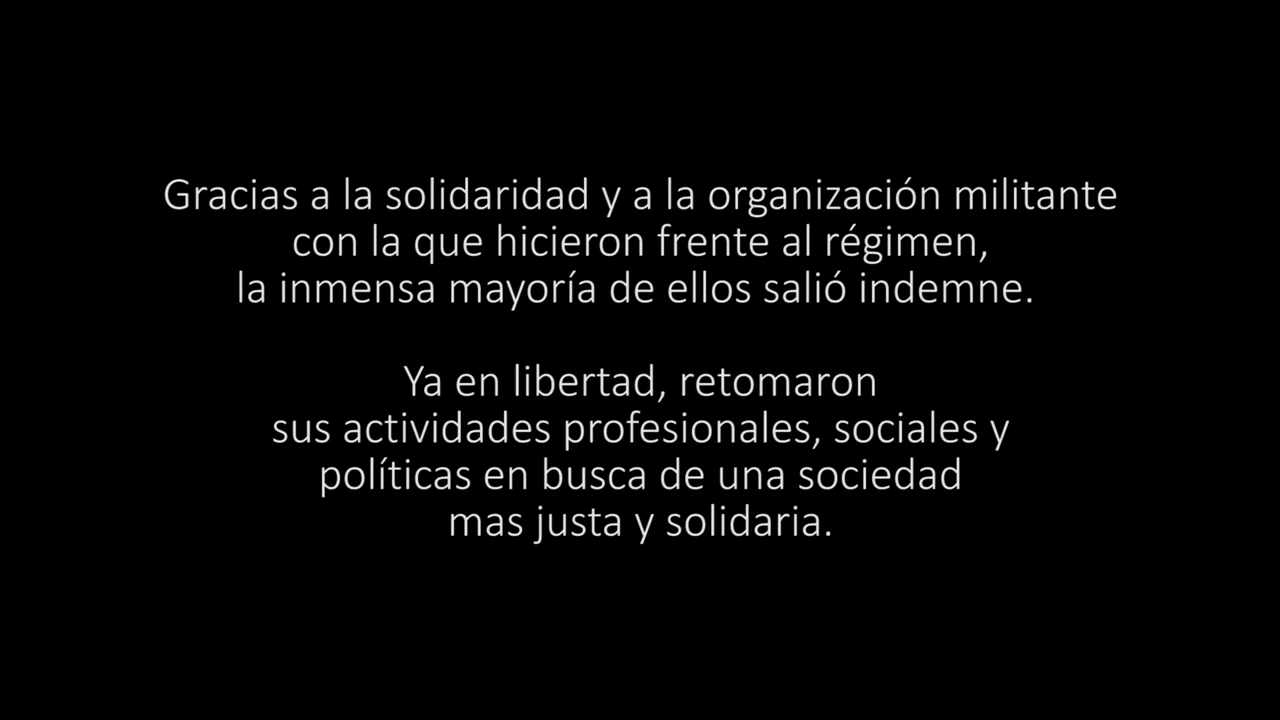 Gracias a la solidaridad y a la organización militante
con la que hicieron frente al régimen,
la inmensa mayoría de ellos salió indemne.
Ya en libertad, retomaron
sus actividades profesionales, sociales y
políticas en busca de una sociedad
mas justa y solidaria.